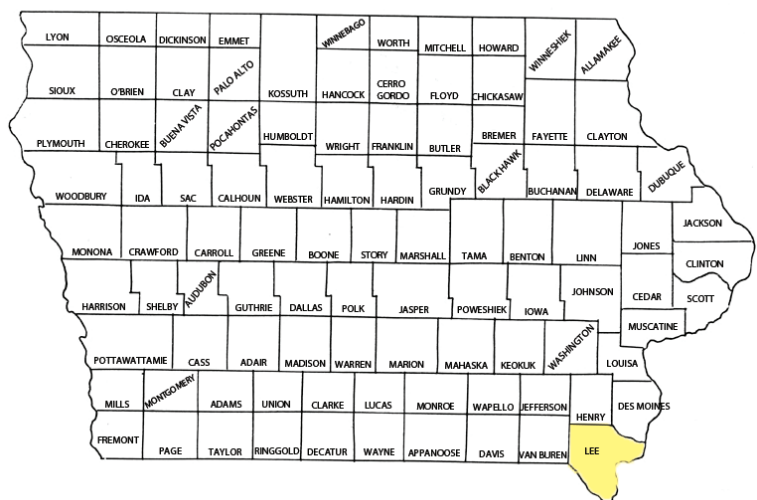 LYON OSCEOLA DICKINSON EMMET WINNEBAGO WORTH MITCHELL HOWARD WINNESHIEK ALLAMAKEE
SIOUX O'BRIEN CLAY PALO ALTO KOSSUTH HANCOCK CERRO
GORDO FLOYD CHICKASAW
PLYMOUTH CHEROKEE BUENA VISTA POCAHONTAS HUMBOLDT WRIGHT FRANKLIN BUTLER BREMER FAYETTE CLAYTON
WOODBURY IDA SAC CALHOUN WEBSTER HAMILTON HARDIN GRUNDY BLACK HAWK BUCHANAN DELAWARE DUBUQUE
MONONA CRAWFORD CARROLL GREENE BOONE STORY MARSHALL TAMA BENTON LINN JONES JACKSON
CLINTON
HARRISON SHELBY AUDUBON GUTHRIE DALLAS POLK JASPER POWESHIEK IOWA JOHNSON CEDAR SCOTT
MUSCATINE
POTTAWATTAMIE CASS ADAIR MADISON WARREN MARION MAHASKA KEOKUK WASHINGTON LOUISA
MILLS MONTGOMERY ADAMS UNION CLARKE LUCAS MONROE WAPELLO JEFFERSON HENRY DES MOINES
FREMONT PAGE TAYLOR RINGGOLD DECATUR WAYNE APPANOOSE DAVIS VAN BUREN LEE